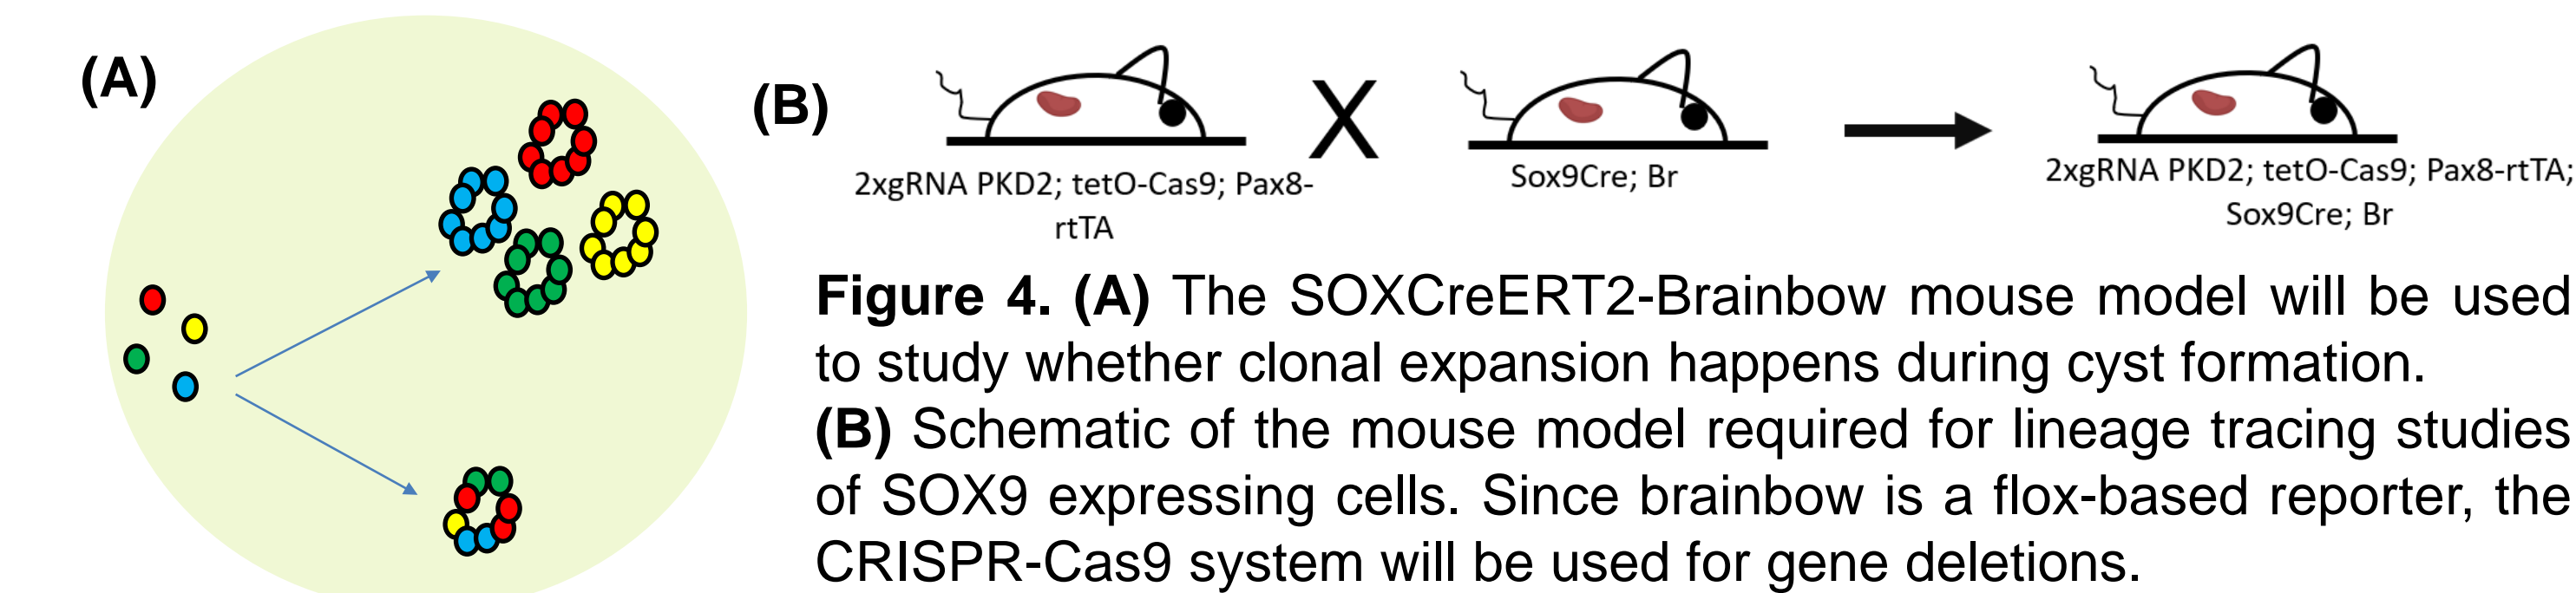 (A)
(B)
2xgRNA PKD2; tetO-Cas9; Pax8-
rtTA
X
Sox9Cre; Br
2xgRNA PKD2; tetO-Cas9; Pax8-rtTA;
Sox9Cre; Br
Figure 4. (A) The SOXCreERT2-Brainbow mouse model will be used
to study whether clonal expansion happens during cyst formation.
(B) Schematic of the mouse model required for lineage tracing studies
of SOX9 expressing cells. Since brainbow is a flox-based reporter, the
CRISPR-Cas9 system will be used for gene deletions.